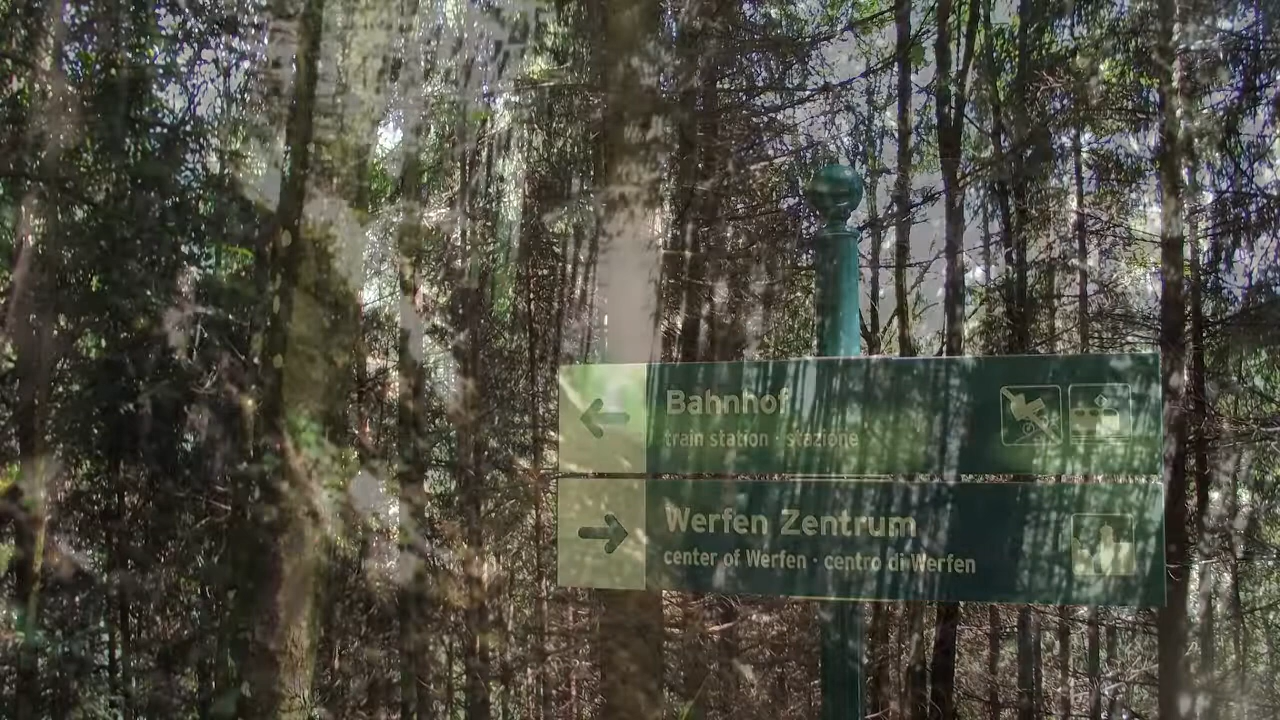 Bahnhof
train station · stazione
Werfen Zentrum
center of Werfen · centro di Werfen